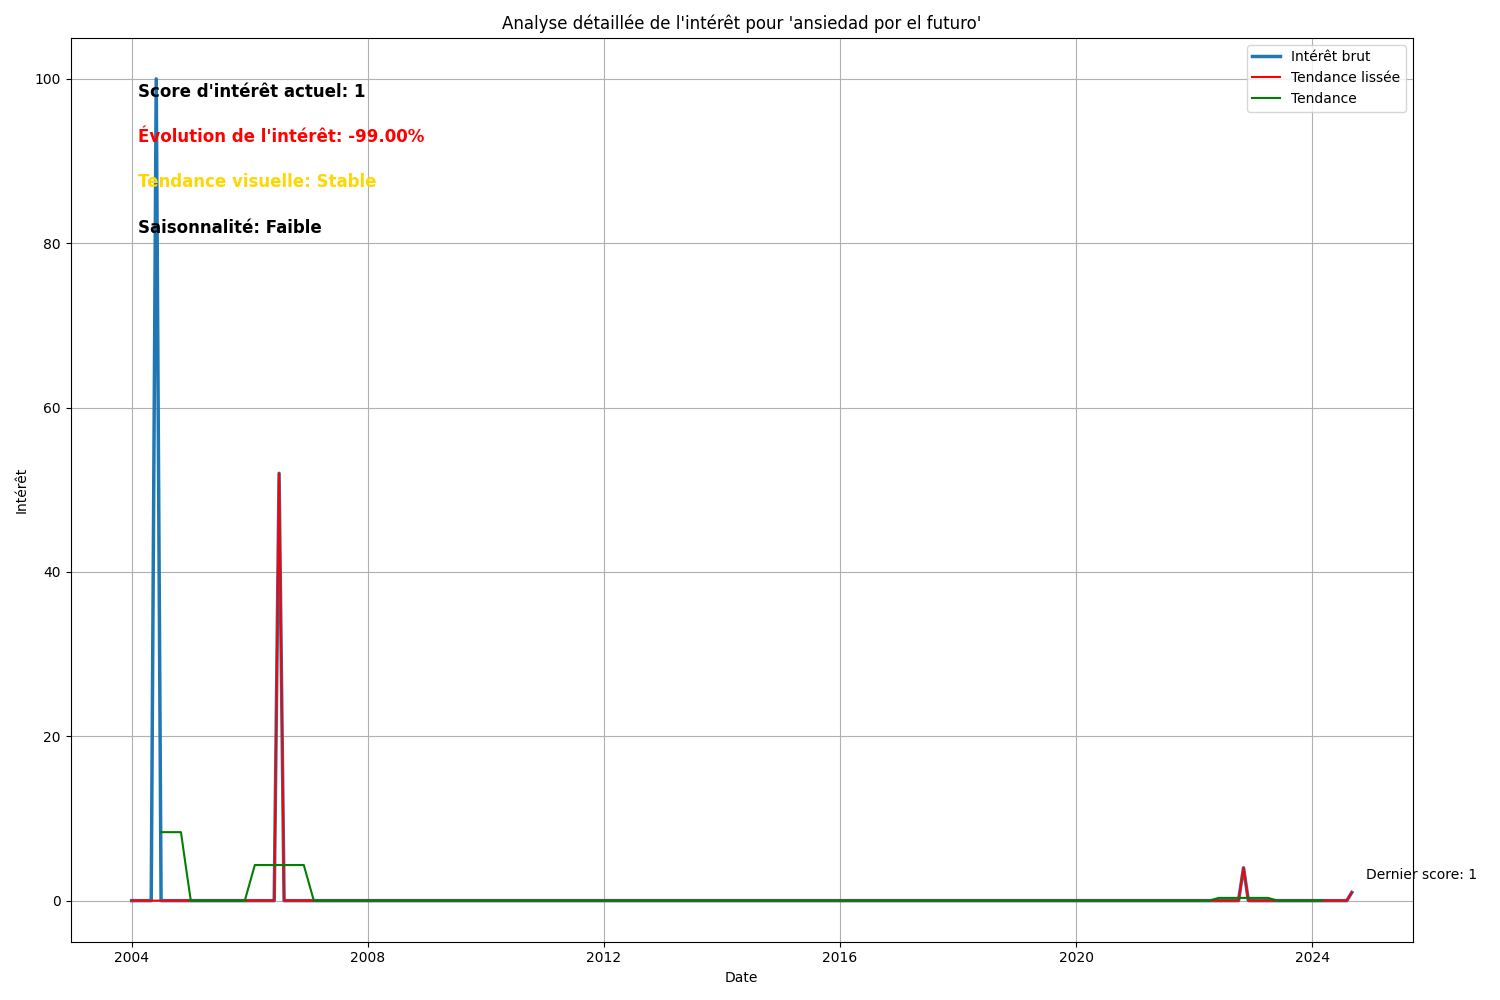 Analyse détaillée de l'intérêt pour 'ansiedad por el futuro'
Intérêt brut
Tendance lissée
Tendance
Score d'intérêt actuel: 1
Évolution de l'intérêt: -99.00%
Tendance visuelle: Stable
Saisonnalité: Faible
100
80
60
40
20
0
Intérêt
Dernier score: 1
2004
2008
2012
2016
2020
2024
Date